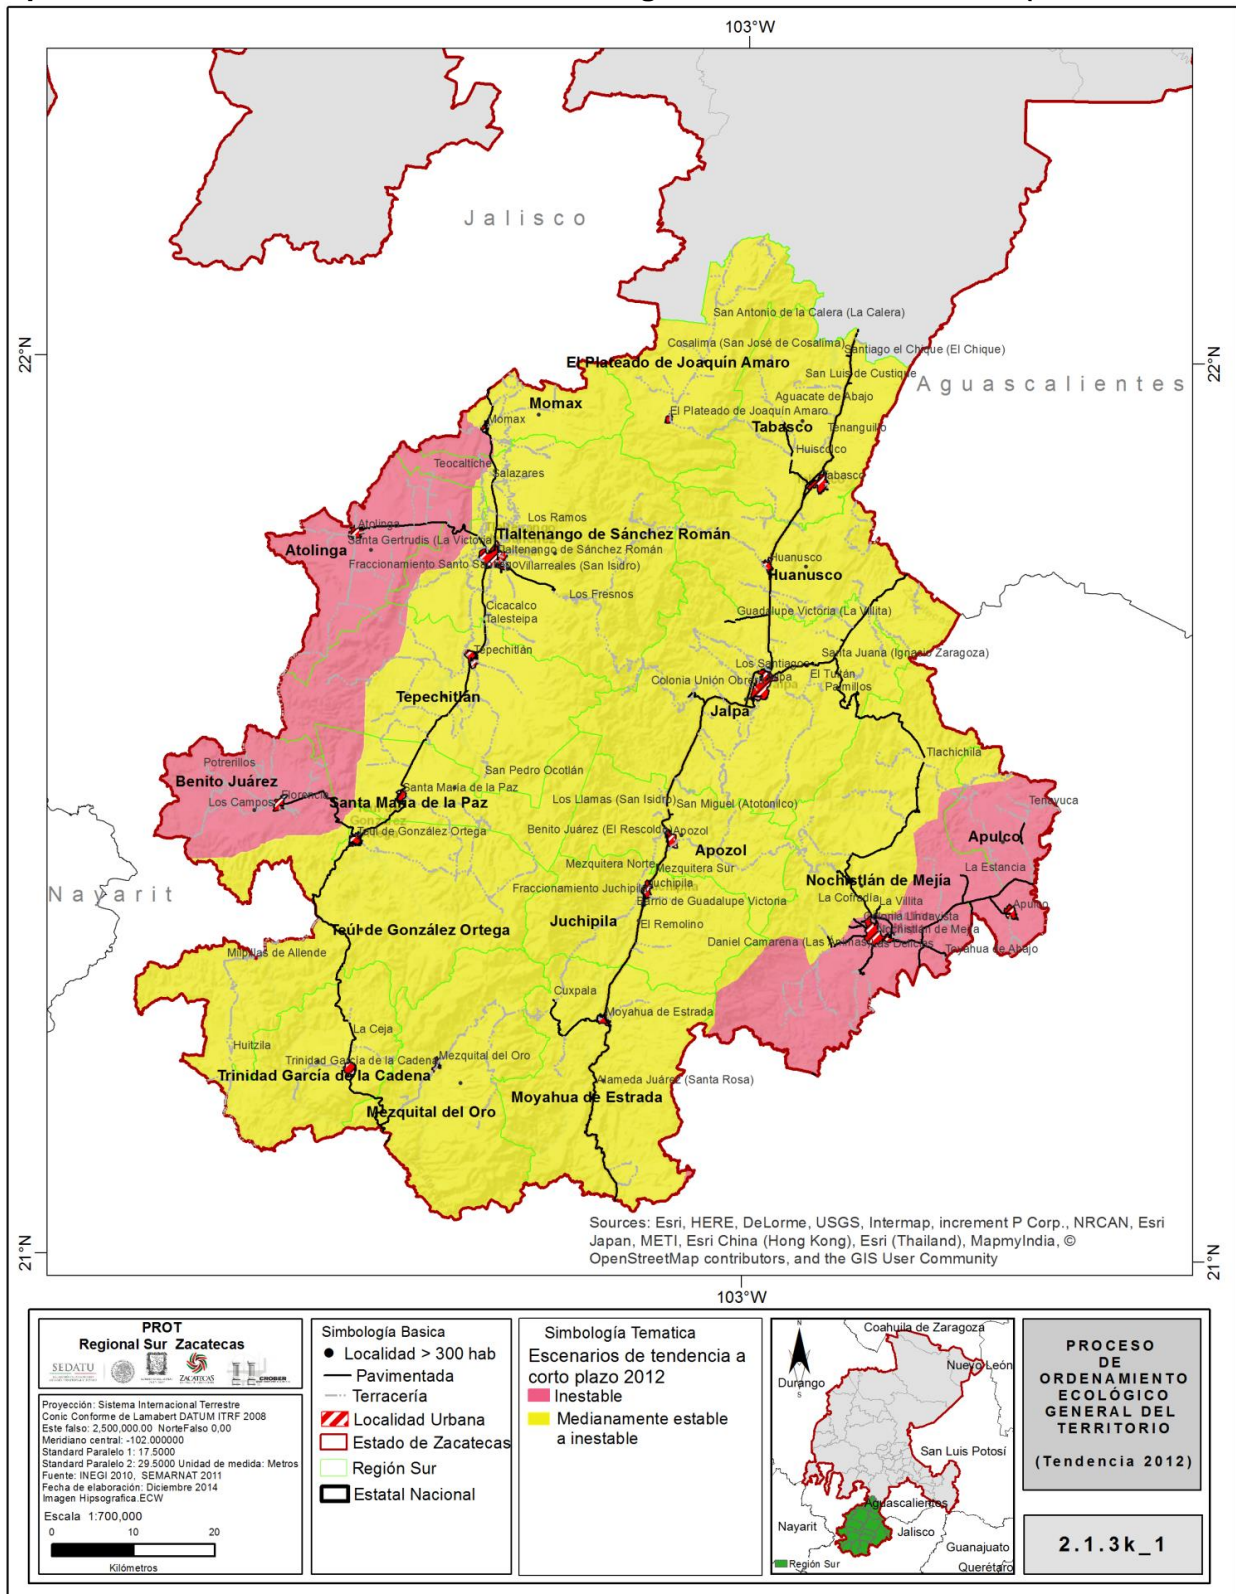 103°W
Jalisco
San Antonio de la Calera (La Calera)
22°N
Cosalima (San José de Cosalima)
Santiago el Chique (El Chique)
22°N
El Plateado de Joaquín Amaro
San Luis de Custique
Aguascalientes
Aguacate de Abajo
Momax
El Plateado de Joaquín Amaro
Momax
Tabasco
Tenanguillo
Huiscolco
Teocaltiche
Salazares
Tabasco
Los Ramos
Atolinga
Tlaltenango de Sánchez Román
Santa Gertrudis (La Victoria)
Atolinga
Tlaltenango de Sánchez Román
Huanusco
Fraccionamiento Santo Santiago
Villarreales (San Isidro)
Huanusco
Los Fresnos
Cicacalco
Talesteipa
Guadalupe Victoria (La Villita)
Tepechitlán
Santa Juana (Ignacio Zaragoza)
Los Santiagos
El Tuitán
Colonia Unión Obrera
Jalpa
Palmillos
Tepechitlán
Jalpa
Tlachichila
Potrerillos
San Pedro Ocotlán
Benito Juárez
Florencia
Santa María de la Paz
Los Campos
Santa María de la Paz
Los Llamas (San Isidro)
San Miguel (Atotonilco)
Tenayuca
Teúl de González Ortega
Benito Juárez (El Rescoldo)
Apozol
Apulco
Apozol
Mezquitera Norte
Mezquitera Sur
La Estancia
Nayarit
Fraccionamiento Juchipila
Juchipila
Nochistlán de Mejía
Barrio de Guadalupe Victoria
La Cofradía
La Villita
Apulco
Juchipila
El Remolino
Colonia Lindavista
Teúl de González Ortega
Nochistlán de Mejía
Daniel Camarena (Las Ánimas)
Las Delicias
Tayahua de Abajo
Milpillas de Allende
Cuxpala
Moyahua de Estrada
La Ceja
Huitzila
Trinidad García de la Cadena
Mezquital del Oro
Trinidad García de la Cadena
Alameda Juárez (Santa Rosa)
Moyahua de Estrada
Mezquital del Oro
Sources: Esri, HERE, DeLorme, USGS, Intermap, increment P Corp., NRCAN, Esri
Japan, METI, Esri China (Hong Kong), Esri (Thailand), MapmyIndia, ©
OpenStreetMap contributors, and the GIS User Community
21°N
21°N
103°W
PROT
Regional Sur Zacatecas
SEDATU
ZACATECAS
Proyección: Sistema Internacional Terrestre
Conic Conforme de Lamabert DATUM ITRF 2008
Este falso: 2,500,000.00 NorteFalso 0,00
Meridiano central: -102.000000
Standard Paralelo 1: 17.5000
Standard Paralelo 2: 29.5000 Unidad de medida: Metros
Fuente: INEGI 2010, SEMARNAT 2011
Fecha de elaboración: Diciembre 2014
Imagen Hipsografica.ECW
Escala 1:700,000
0 10 20
Kilómetros
Simbología Basica
Localidad > 300 hab
Pavimentada
Terracería
Localidad Urbana
Estado de Zacatecas
Región Sur
Estatal Nacional
Simbología Tematica
Escenarios de tendencia a
corto plazo 2012
Inestable
Medianamente estable
a inestable
N
S
Coahuila de Zaragoza
Nuevo León
Durango
San Luis Potosí
Aguascalientes
Nayarit
Jalisco
Guanajuato
Región Sur
Querétaro
PROCESO
DE
ORDENAMIENTO
ECOLÓGICO
GENERAL DEL
TERRITORIO
(Tendencia 2012)
2.1.3k_1